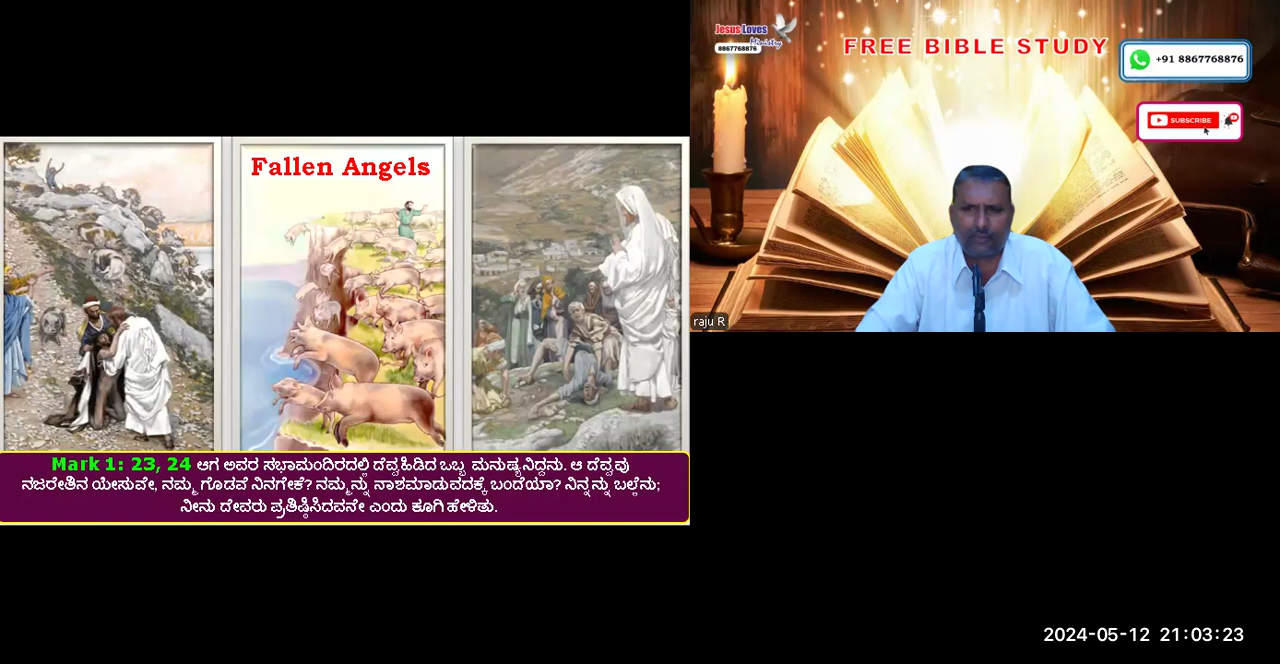 Fallen Angels
Mark 1: 23, 24 ಆಗ ಅವರ ಸಭಾಮಂದಿರದಲ್ಲಿ ದೆವ್ವಹಿಡಿದ ಒಬ್ಬ ಮನುಷ್ಯನಿದ್ದನು. ಆ ದೆವ್ವವು
ನಜರೇತಿನ ಯೇಸುವೇ, ನಮ್ಮ ಗೊಡವೆ ನಿನಗೇಕೆ? ನಮ್ಮನ್ನು ನಾಶಮಾಡುವದಕ್ಕೆ ಬಂದೆಯಾ? ನಿನ್ನನ್ನು ಬಲ್ಲೆನು;
ನೀನು ದೇವರು ಪ್ರತಿಷ್ಠಿಸಿದವನೇ ಎಂದು ಕೂಗಿ ಹೇಳಿತು.
Jesus Loves
Ministry
8867768876
FREE BIBLE STUDY
+91 8867768876
SUBSCRIBE
raju R
2024-05-12 21:03:23